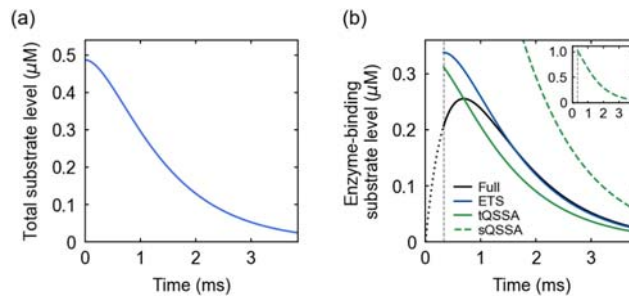 (a)
Total substrate level (μM)
0.5
0.4
0.3
0.2
0.1
0
0
1
2
3
Time (ms)
(b)
Enzyme-binding
substrate level (μM)
0.3
0.2
0.1
0
0
1
2
3
Time (ms)
Full
ETS
tQSSA
sQSSA
1.0
0.5
0
0 1 2 3